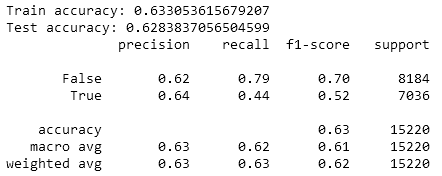 Train accuracy: 0.633053615679207
Test accuracy: 0.6283837056504599
precision recall f1-score support
False 0.62 0.79 0.70 8184
True 0.64 0.44 0.52 7036
accuracy 0.63 15220
macro avg 0.63 0.62 0.61 15220
weighted avg 0.63 0.63 0.62 15220